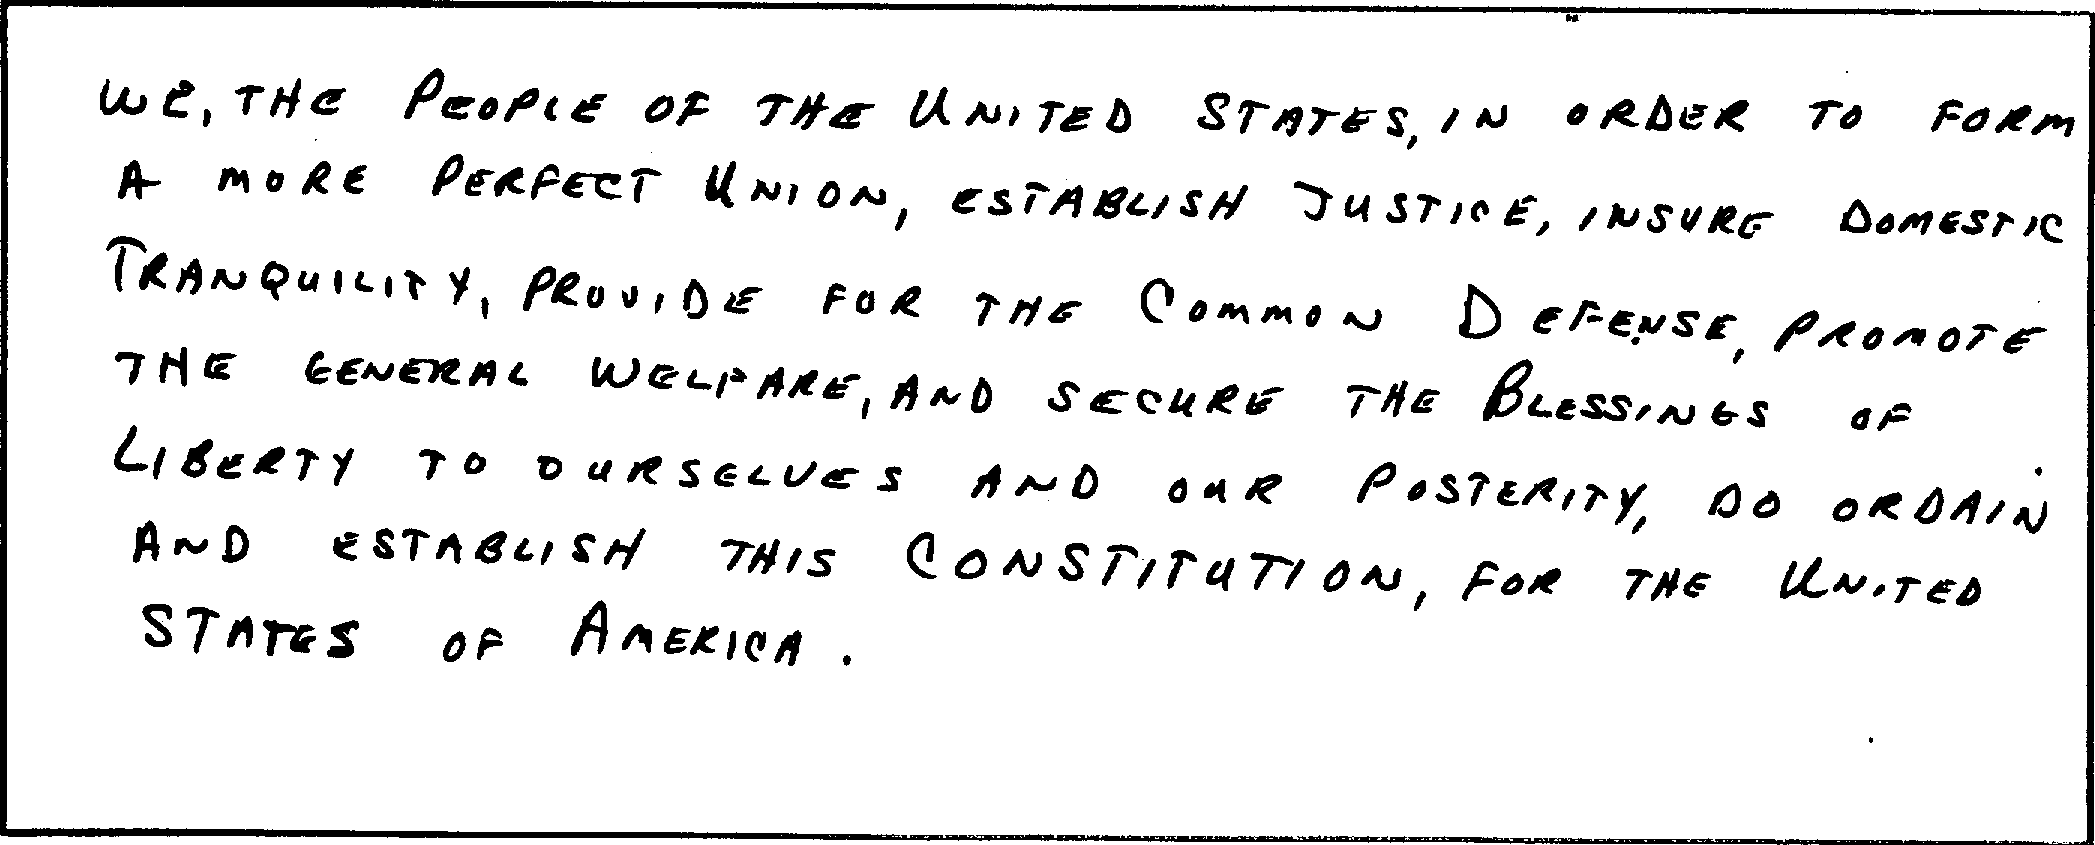 We, the People of the United States, in order to form
a more perfect Union, establish Justice, insure Domestic
Tranquility, provide for the Common Defense, promote
the general welfare, and secure the Blessings of
Liberty to ourselves and our Posterity, do ordain
and establish this Constitution, for the United
States of America.